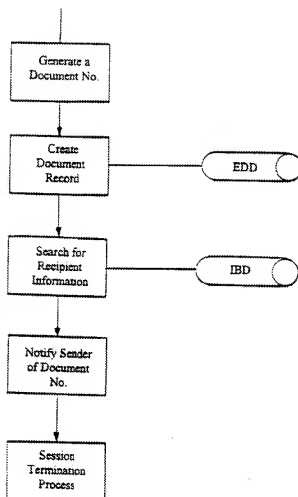 Generate a
Document No.
Create
Document
Record
EDD
Search for
Recipient
Information
IBD
Notify Sender
of Document
No.
Session
Termination
Process